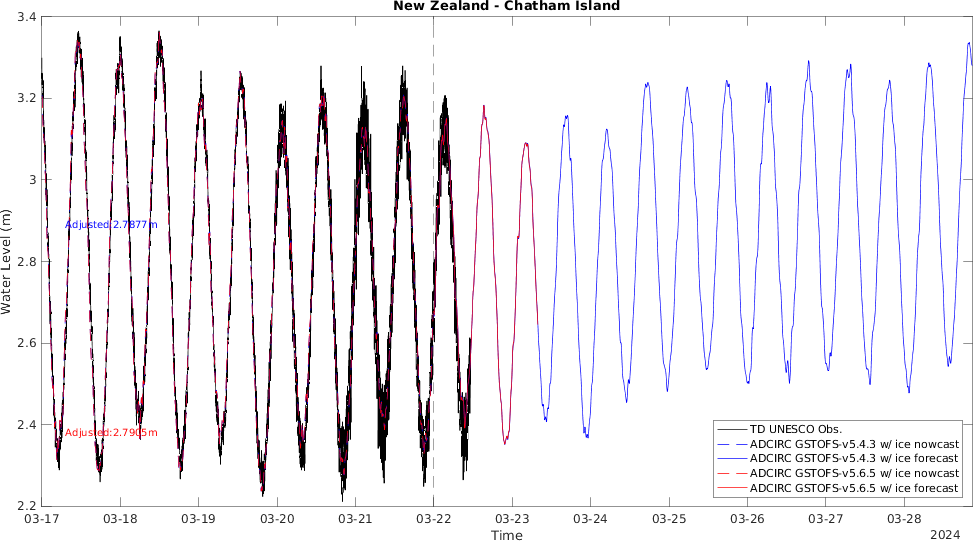 New Zealand - Chatham Island
3.4
3.2
3
2.8
2.6
2.4
2.2
Water Level (m)
Adjusted:2.7877m
Adjusted:2.7905m
TD UNESCO Obs.
ADCIRC GSTOFS-v5.4.3 w/ ice nowcast
ADCIRC GSTOFS-v5.4.3 w/ ice forecast
ADCIRC GSTOFS-v5.6.5 w/ ice nowcast
ADCIRC GSTOFS-v5.6.5 w/ ice forecast
03-17 03-18 03-19 03-20 03-21 03-22 03-23 03-24 03-25 03-26 03-27 03-28
Time
2024